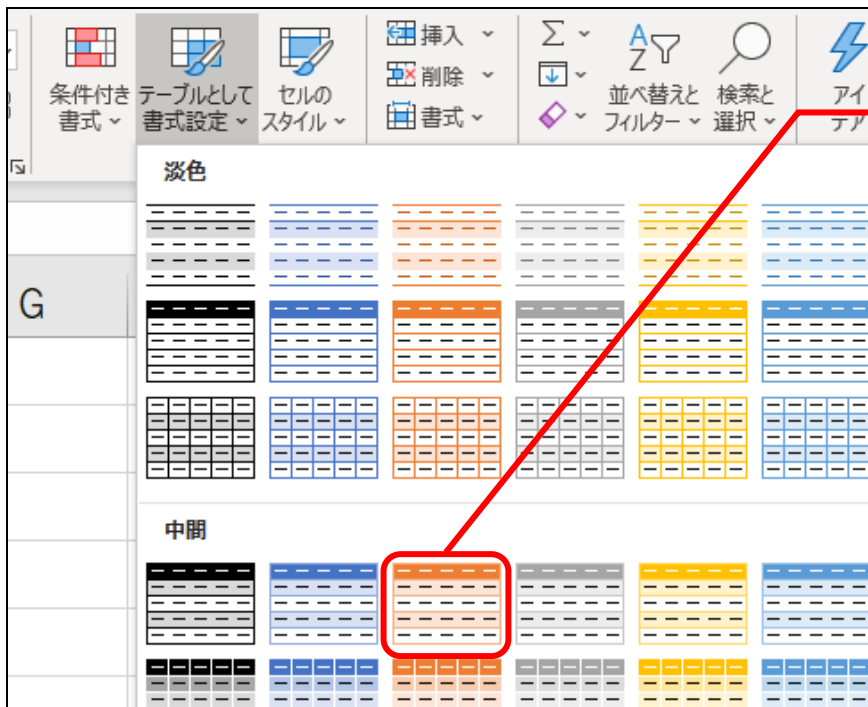 条件付き
書式
テーブルとして
書式設定
セルの
スタイル
挿入
削除
書式
並べ替えと
フィルター
検索と
選択
アイ
デア
淡色
G
中間